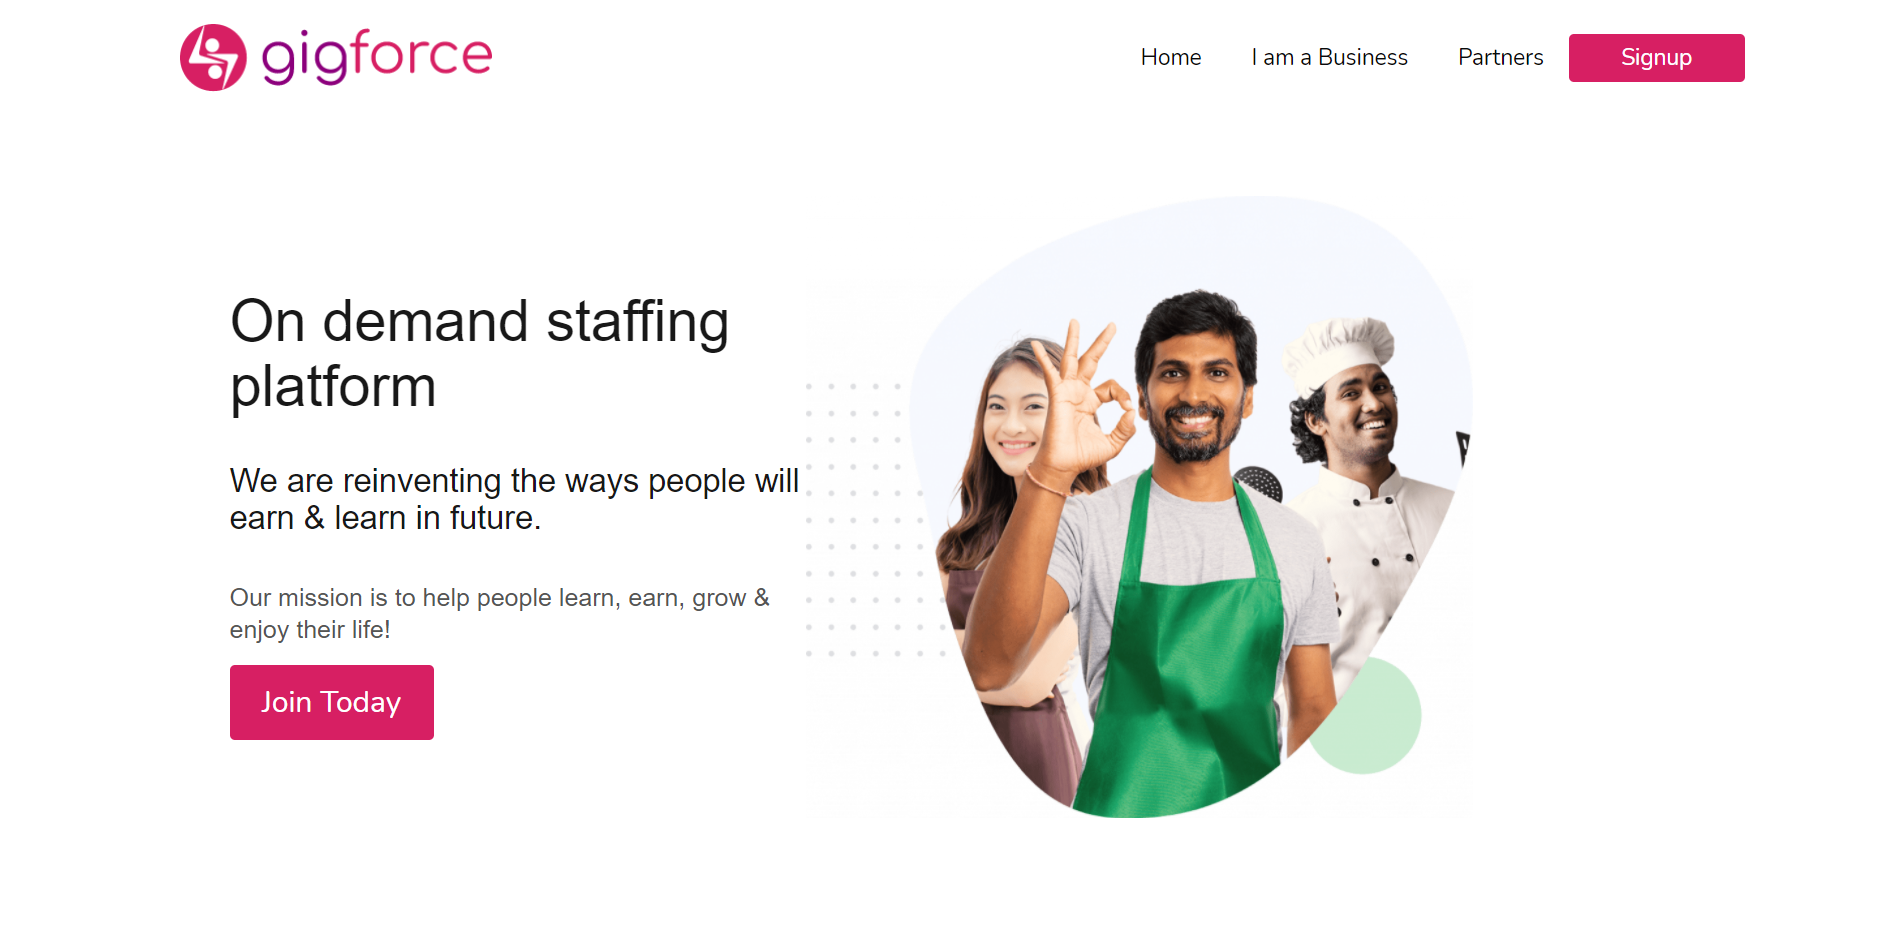 gigforce
Home
I am a Business
Partners
Signup
On demand staffing
platform
We are reinventing the ways people will
earn & learn in future.
Our mission is to help people learn, earn, grow &
enjoy their life!
Join Today